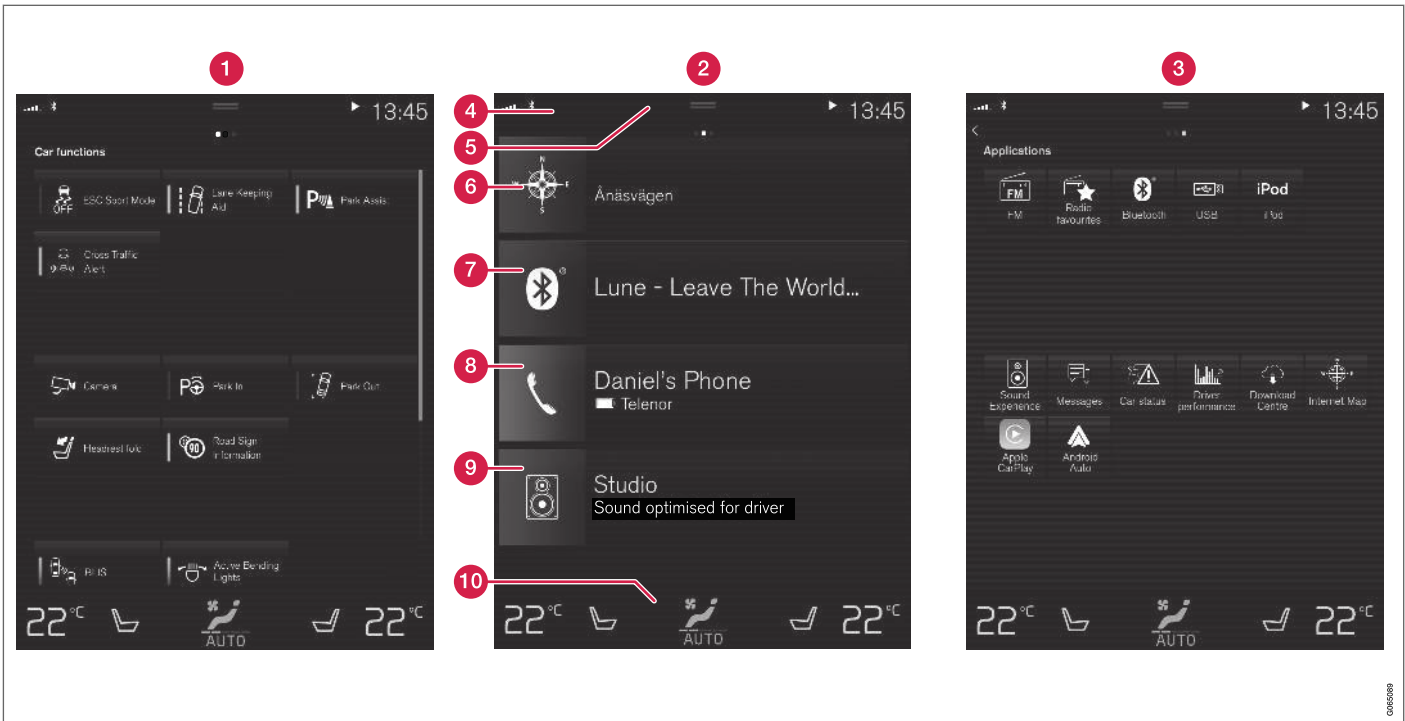 1
2
3
13:45
Car functions
ESC Sport Mode
OFF
Lane Keeping
Aid
P
Park Assist
Cross Traffic
Alert
Camera
P
Park In
Park Out
Headrest fold
90
Road Sign
Information
BLIS
Active Bending
Lights
22°C
AUTO
22°C
4
13:45
5
6
N
E
S
W
Ånäsvägen
7
Lune - Leave The World...
8
Daniel's Phone
Telenor
9
Studio
Sound optimised for driver
10
22°C
AUTO
22°C
13:45
Applications
FM
FM
Radio
favourites
Bluetooth
USB
iPod
iPod
Sound
Experience
Messages
Car status
Driver
performance
Download
Centre
Internet Map
Apple
CarPlay
Android
Auto
22°C
AUTO
22°C
G065089